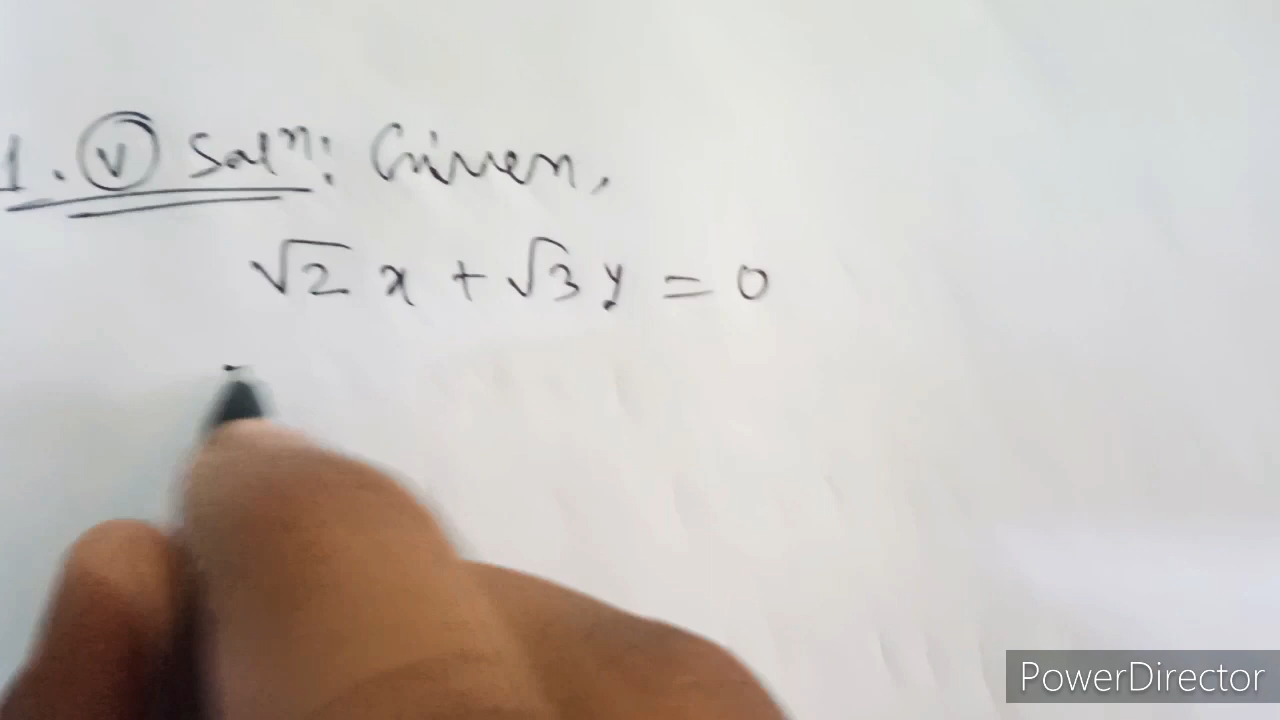 1. (v) Solⁿ: Given,
√2 x + √3 y = 0
PowerDirector